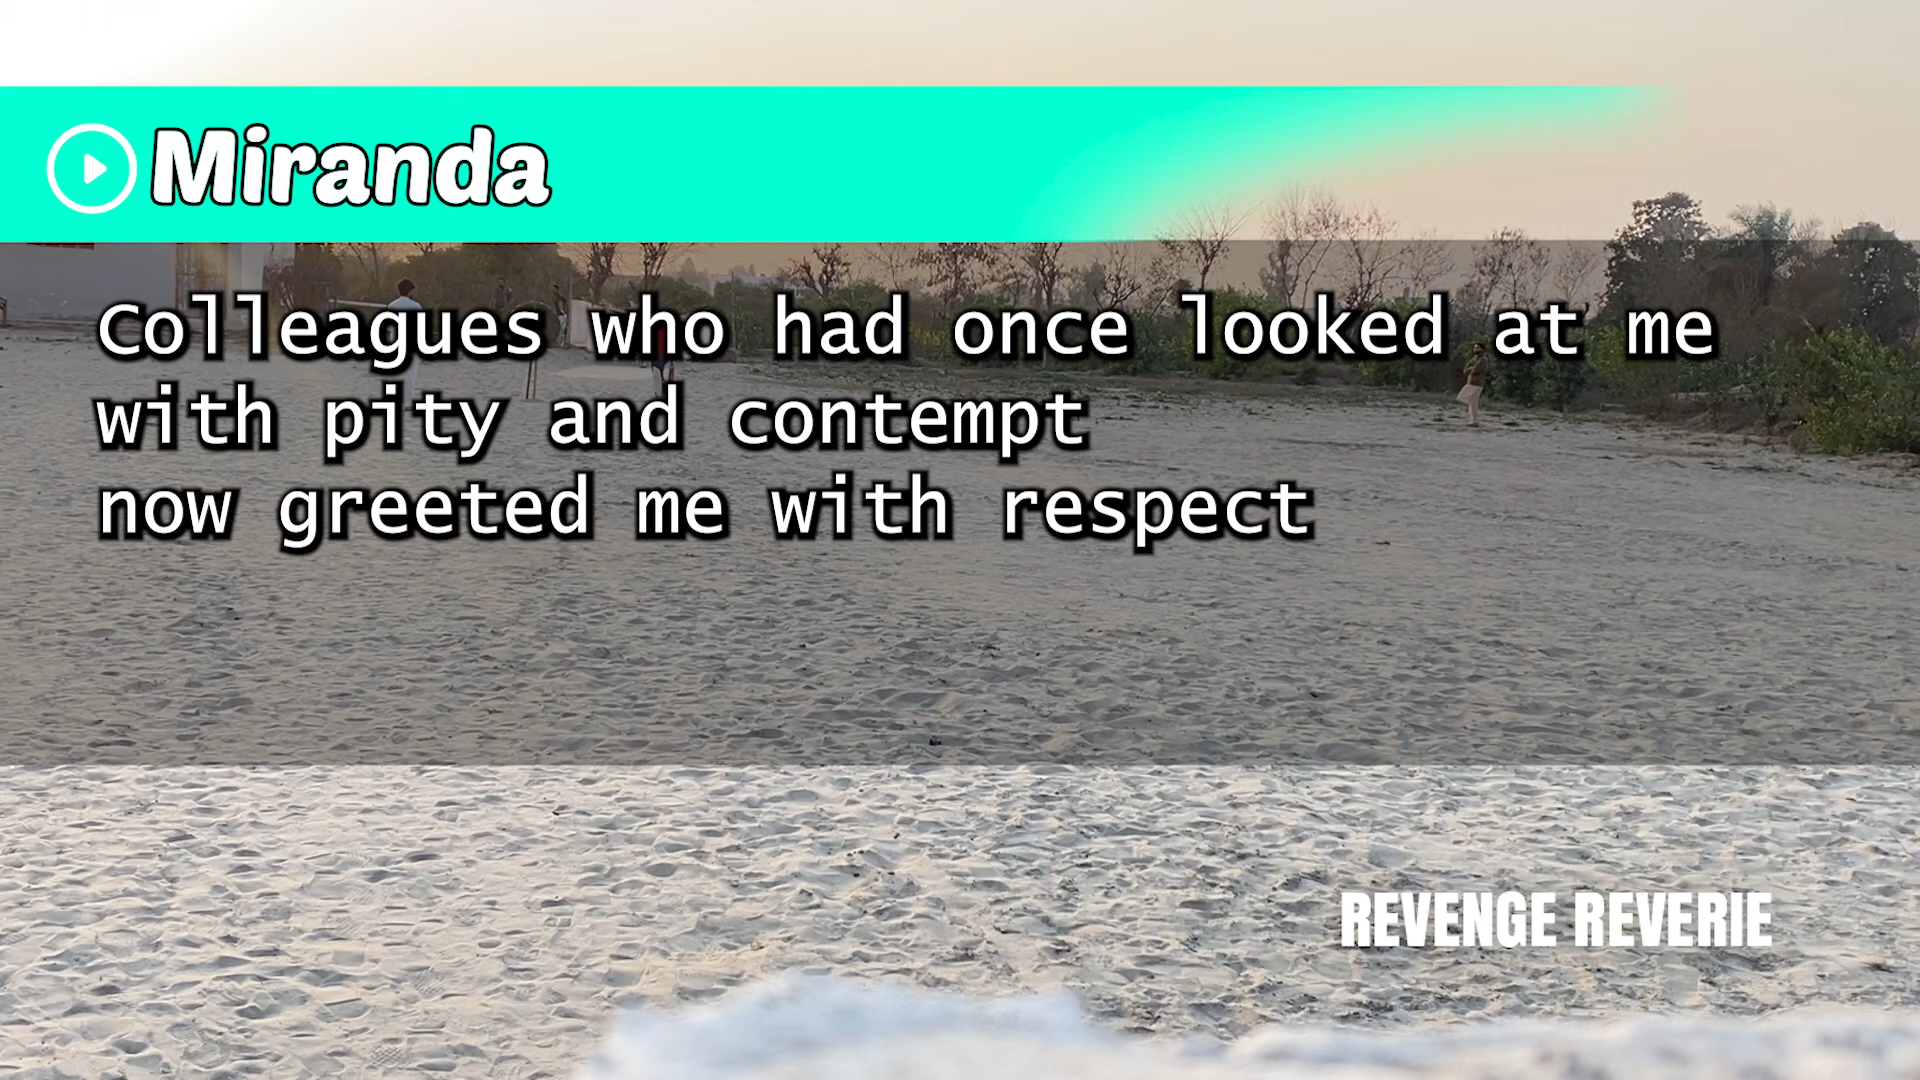 Miranda
Colleagues who had once looked at me
with pity and contempt
now greeted me with respect
REVENGE REVERIE